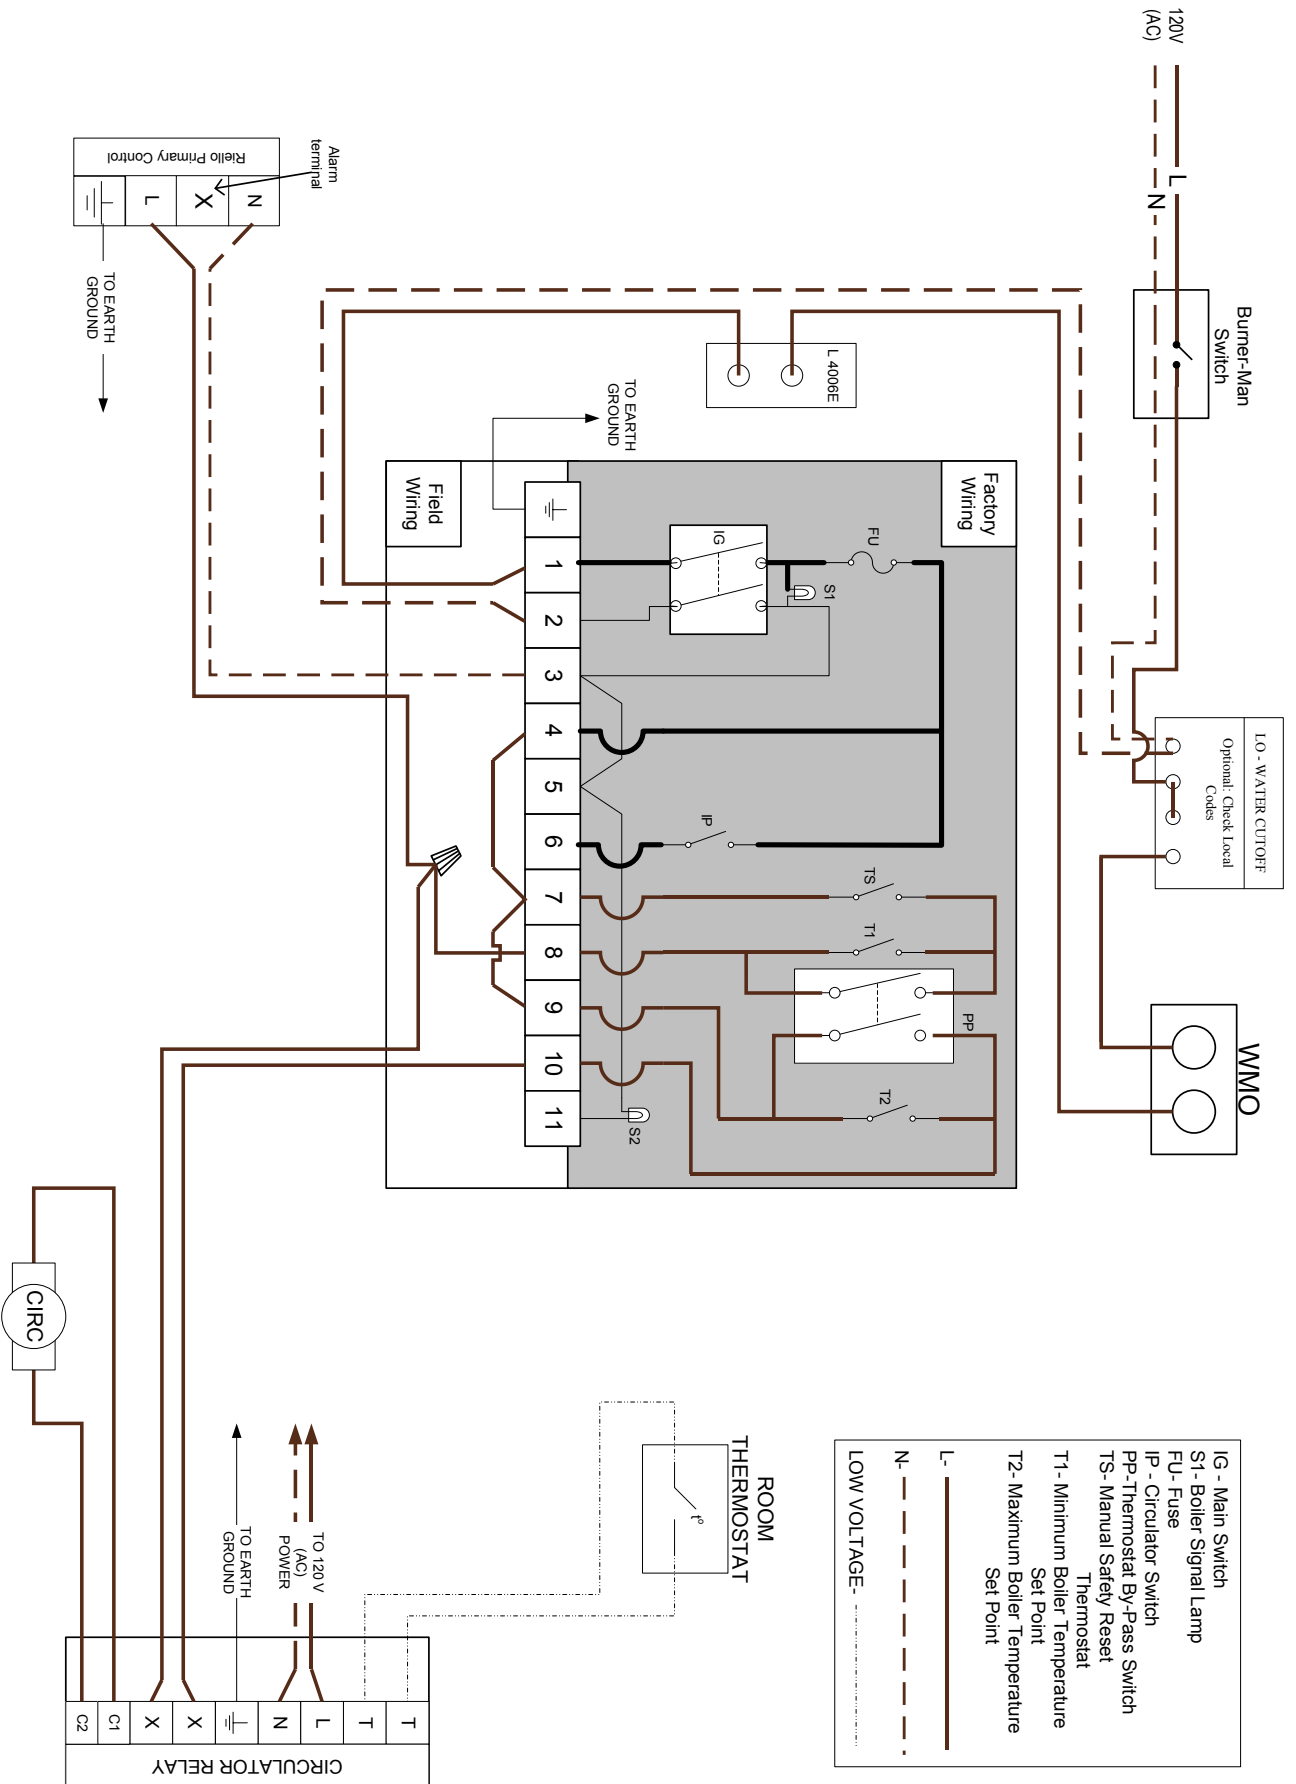 120V
(AC)
L
N
Burner-Man
Switch
LO - WATER CUTOFF
Optional: Check Local
Codes
WMO
L 4006E
Alarm
terminal
Riello Primary Control
N
X
L
TO EARTH
GROUND
TO EARTH
GROUND
Factory
Wiring
Field
Wiring
FU
S1
IG
IP
TS
T1
PP
T2
S2
1
2
3
4
5
6
7
8
9
10
11
CIRC
IG - Main Switch
S1- Boiler Signal Lamp
FU- Fuse
IP - Circulator Switch
PP-Thermostat By-Pass Switch
TS- Manual Safety Reset
Thermostat
T1- Minimum Boiler Temperature
Set Point
T2- Maximum Boiler Temperature
Set Point
L-
N-
LOW VOLTAGE-
ROOM
THERMOSTAT
t°
TO 120 V
(AC)
POWER
TO EARTH
GROUND
T
T
L
N
X
X
C1
C2
CIRCULATOR RELAY